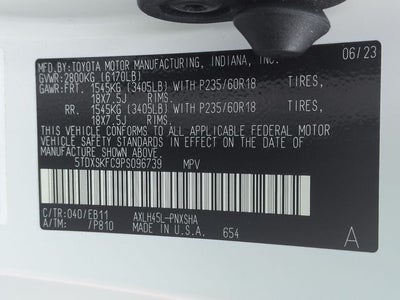 MFD.BY:TOYOTA MOTOR MANUFACTURING, INDIANA, INC. 06/23
GVWR:2800KG (6170LB)
GAWR:FRT. 1545KG (3405LB) WITH P235/60R18 TIRES,
18X7.5J RIMS.
RR. 1545KG (3405LB) WITH P235/60R18 TIRES,
18X7.5J RIMS.
THIS VEHICLE CONFORMS TO ALL APPLICABLE FEDERAL MOTOR
VEHICLE SAFETY STANDARDS IN EFFECT ON THE DATE OF
MANUFACTURE SHOWN ABOVE.
5TDXSKFC9PS096739 MPV
C/TR:040/EB11 AXLH45L-PNXSHA
A/TM: /P810 U.S.A. 654 A